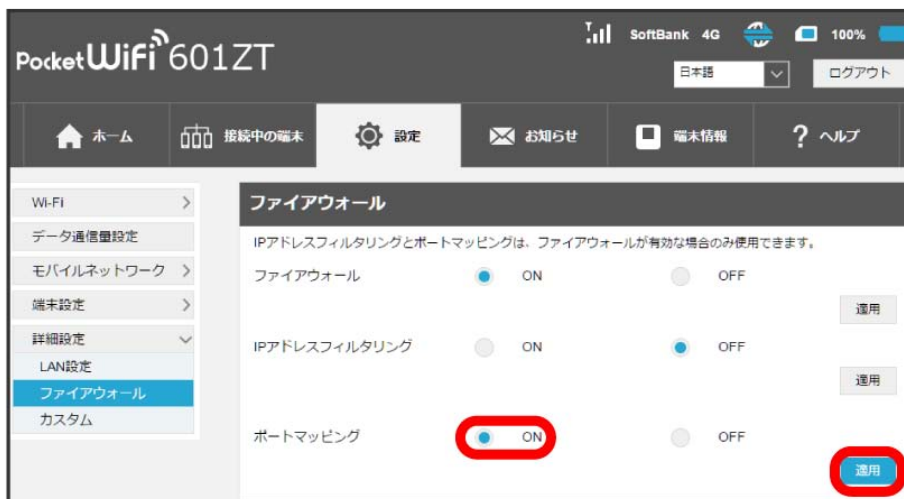 SoftBank 4G 100%
Pocket WiFi 601ZT
日本語 ログアウト
ホーム 接続中の端末 設定 お知らせ 端末情報 ? ヘルプ
Wi-Fi
データ通信量設定
モバイルネットワーク
端末設定
詳細設定
LAN設定
ファイアウォール
カスタム
ファイアウォール
IPアドレスフィルタリングとポートマッピングは、ファイアウォールが有効な場合のみ使用できます。
ファイアウォール ON OFF
適用
IPアドレスフィルタリング ON OFF
適用
ポートマッピング ON OFF
適用